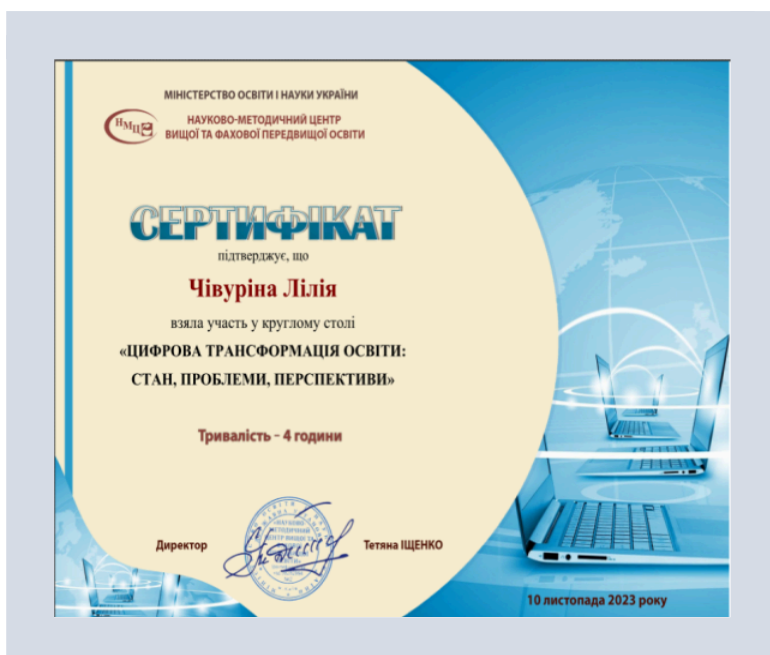 МІНІСТЕРСТВО ОСВІТИ І НАУКИ УКРАЇНИ
НМЦ
НАУКОВО-МЕТОДИЧНИЙ ЦЕНТР
ВИЩОЇ ТА ФАХОВОЇ ПЕРЕДВИЩОЇ ОСВІТИ
СЕРТИФІКАТ
підтверджує, що
Чівуріна Лілія
взяла участь у круглому столі
«ЦИФРОВА ТРАНСФОРМАЦІЯ ОСВІТИ:
СТАН, ПРОБЛЕМИ, ПЕРСПЕКТИВИ»
Тривалість - 4 години
Директор
Тетяна ІЩЕНКО
10 листопада 2023 року